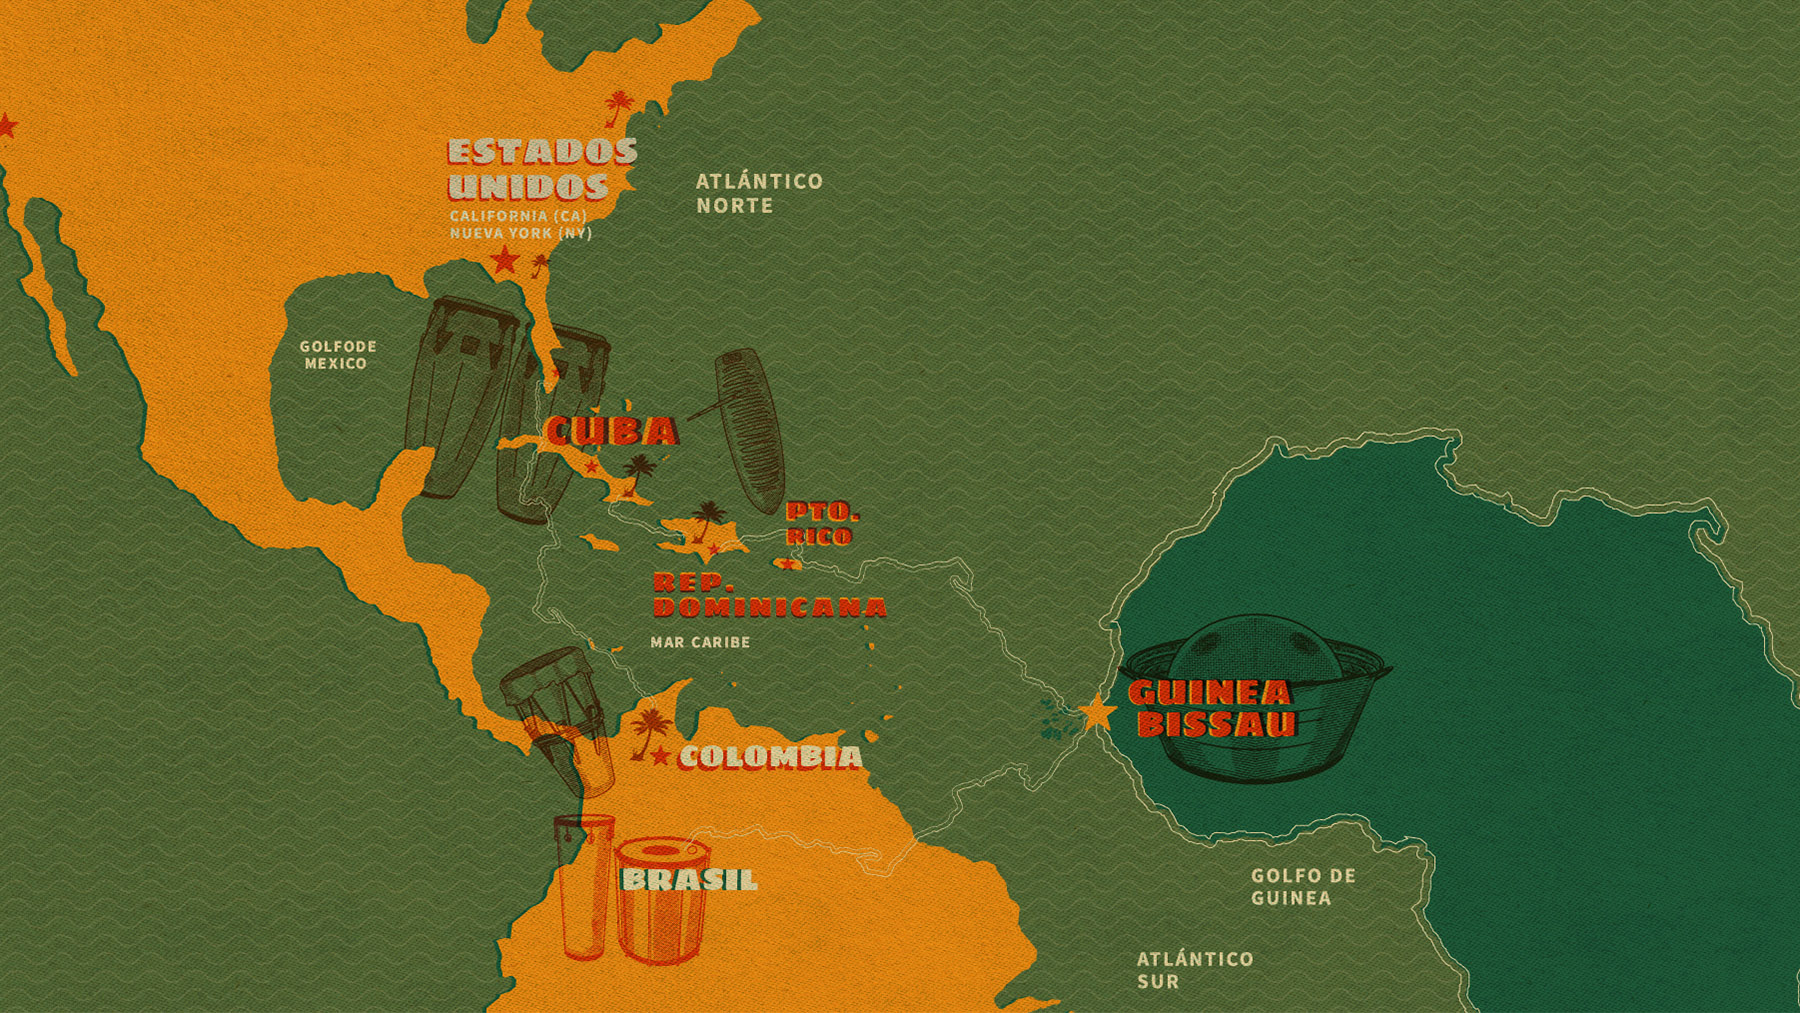 ESTADOS
UNIDOS
CALIFORNIA (CA)
NUEVA YORK (NY)
ATLÁNTICO
NORTE
GOLFODE
MEXICO
CUBA
PTO.
RICO
REP.
DOMINICANA
MAR CARIBE
GUINEA
BISSAU
COLOMBIA
BRASIL
GOLFO DE
GUINEA
ATLÁNTICO
SUR